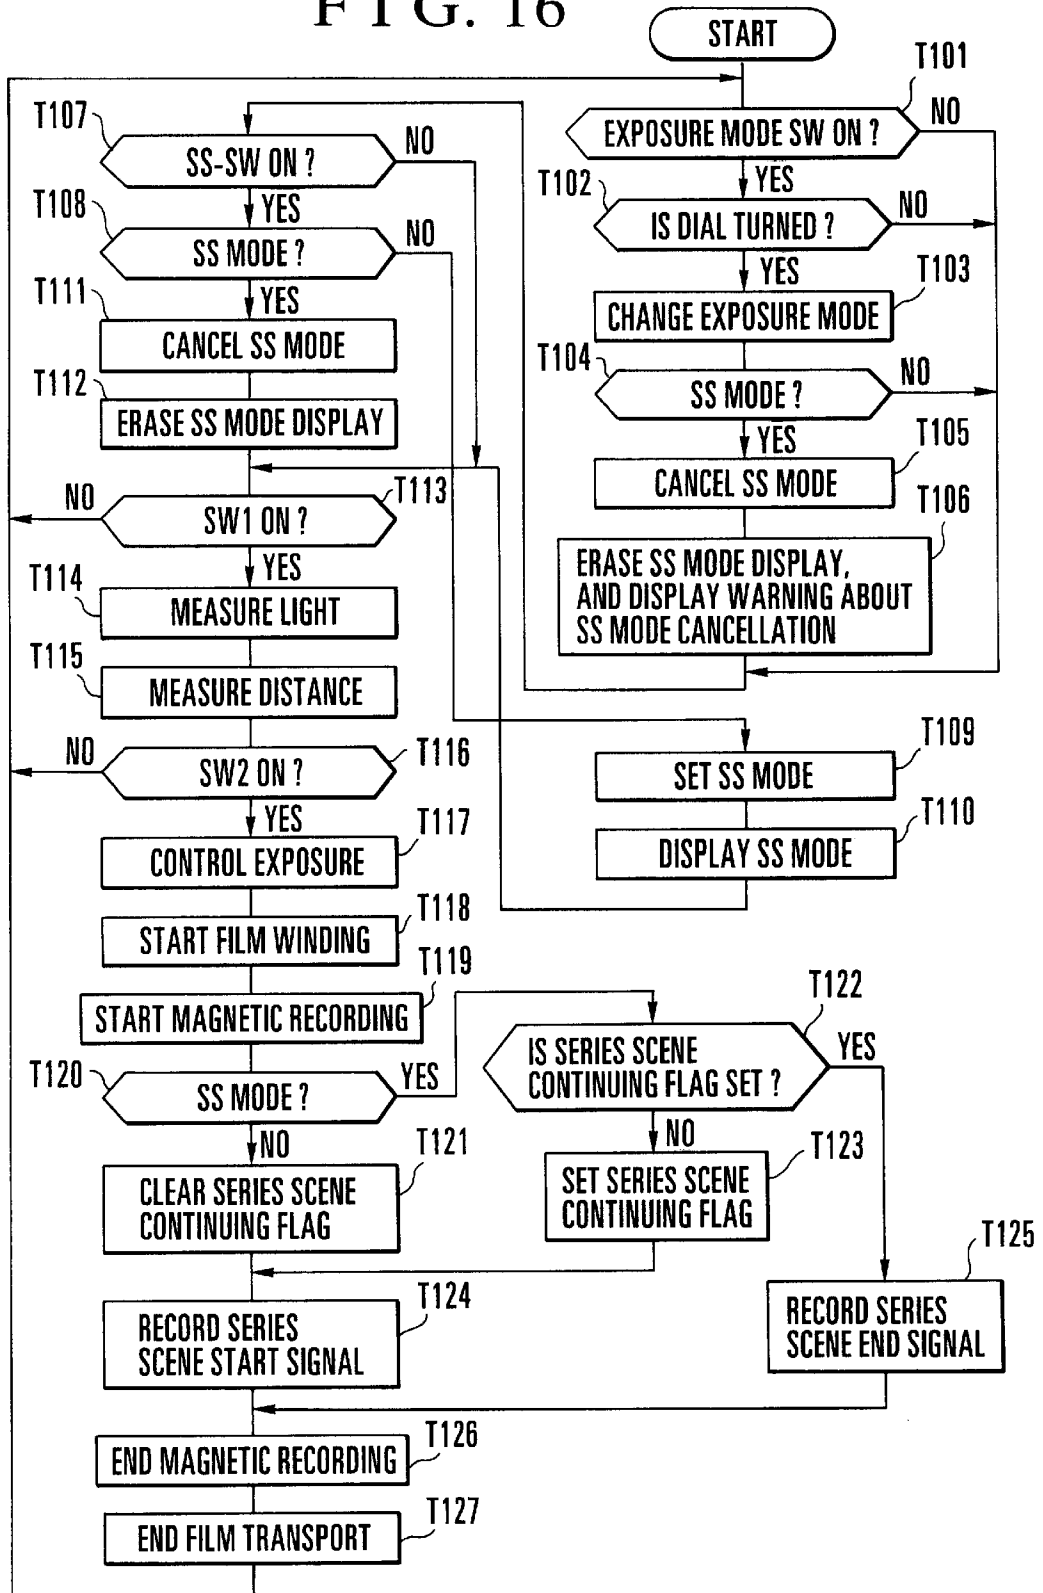 FIG. 16
START
T101
EXPOSURE MODE SW ON ?
NO
YES
T102
IS DIAL TURNED ?
NO
YES
T103
CHANGE EXPOSURE MODE
T104
SS MODE ?
NO
YES
T105
CANCEL SS MODE
T106
ERASE SS MODE DISPLAY,
AND DISPLAY WARNING ABOUT
SS MODE CANCELLATION
T107
SS-SW ON ?
NO
YES
T108
SS MODE ?
NO
YES
T109
SET SS MODE
T110
DISPLAY SS MODE
T111
CANCEL SS MODE
T112
ERASE SS MODE DISPLAY
T113
SW1 ON ?
NO
YES
T114
MEASURE LIGHT
T115
MEASURE DISTANCE
T116
SW2 ON ?
NO
YES
T117
CONTROL EXPOSURE
T118
START FILM WINDING
T119
START MAGNETIC RECORDING
T120
SS MODE ?
YES
NO
T121
CLEAR SERIES SCENE
CONTINUING FLAG
T122
IS SERIES SCENE
CONTINUING FLAG SET ?
YES
NO
T123
SET SERIES SCENE
CONTINUING FLAG
T124
RECORD SERIES
SCENE START SIGNAL
T125
RECORD SERIES
SCENE END SIGNAL
T126
END MAGNETIC RECORDING
T127
END FILM TRANSPORT